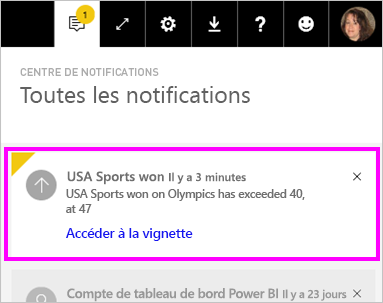 1
?
CENTRE DE NOTIFICATIONS
Toutes les notifications
USA Sports won Il y a 3 minutes
USA Sports won on Olympics has exceeded 40,
at 47
Accéder à la vignette
Compte de tableau de bord Power BI Il y a 23 jours